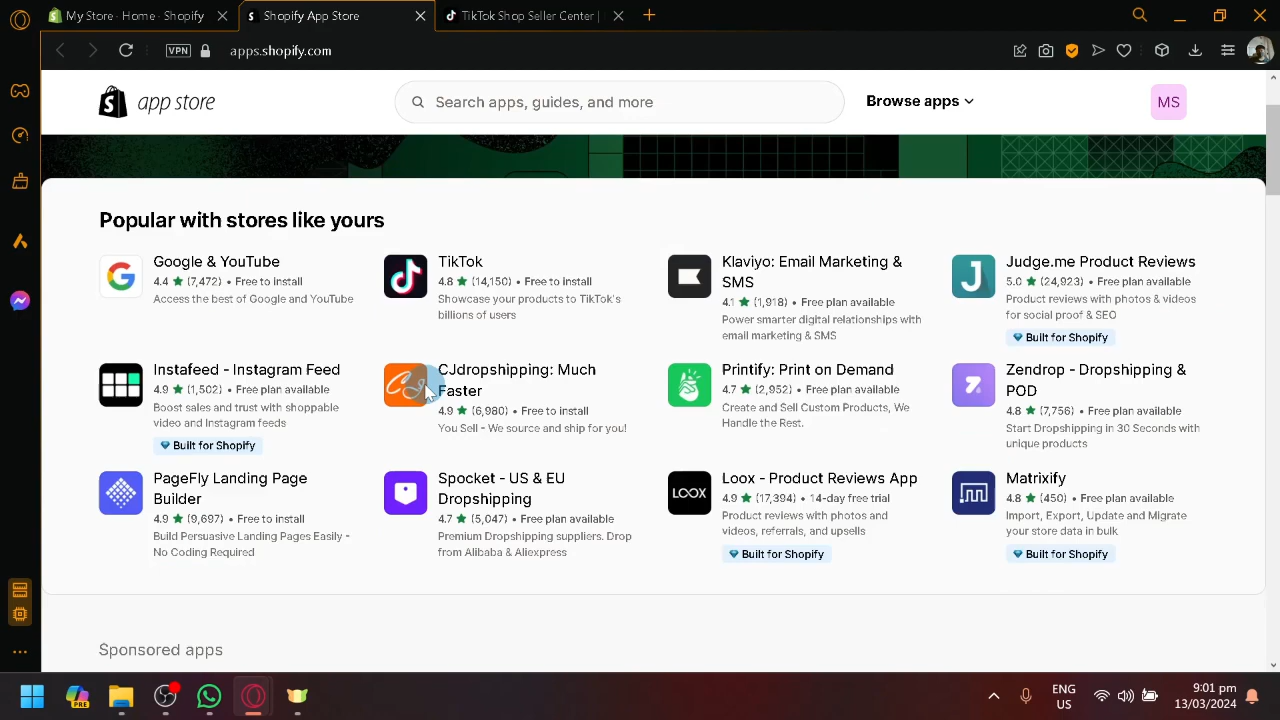 My Store · Home · Shopify
Shopify App Store
TikTok Shop Seller Center |
VPN
apps.shopify.com
app store
Search apps, guides, and more
Browse apps
MS
Popular with stores like yours
Google & YouTube
4.4 ★ (7,472) • Free to install
Access the best of Google and YouTube
TikTok
4.8 ★ (14,150) • Free to install
Showcase your products to TikTok's
billions of users
Klaviyo: Email Marketing &
SMS
4.1 ★ (1,918) • Free plan available
Power smarter digital relationships with
email marketing & SMS
Judge.me Product Reviews
5.0 ★ (24,923) • Free plan available
Product reviews with photos & videos
for social proof & SEO
Built for Shopify
Instafeed - Instagram Feed
4.9 ★ (1,502) • Free plan available
Boost sales and trust with shoppable
video and Instagram feeds
Built for Shopify
CJdropshipping: Much
Faster
4.9 ★ (6,980) • Free to install
You Sell - We source and ship for you!
Printify: Print on Demand
4.7 ★ (2,952) • Free plan available
Create and Sell Custom Products, We
Handle the Rest.
Zendrop - Dropshipping &
POD
4.8 ★ (7,756) • Free plan available
Start Dropshipping in 30 Seconds with
unique products
PageFly Landing Page
Builder
4.9 ★ (9,697) • Free to install
Build Persuasive Landing Pages Easily -
No Coding Required
Spocket - US & EU
Dropshipping
4.7 ★ (5,047) • Free plan available
Premium Dropshipping suppliers. Drop
from Alibaba & Aliexpress
LOOX
Loox - Product Reviews App
4.9 ★ (17,394) • 14-day free trial
Product reviews with photos and
videos, referrals, and upsells
Built for Shopify
Matrixify
4.8 ★ (450) • Free plan available
Import, Export, Update and Migrate
your store data in bulk
Built for Shopify
Sponsored apps
PRE
ENG
US
9:01 pm
13/03/2024